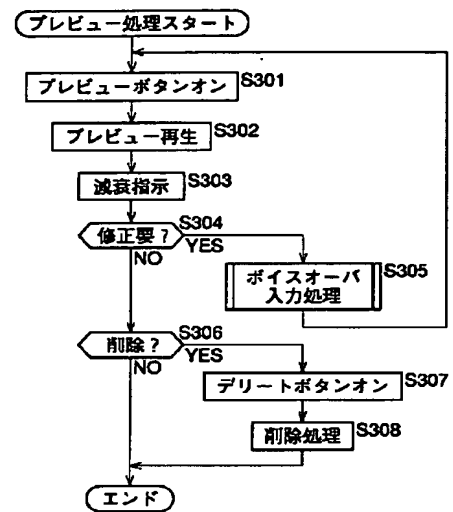 プレビュー処理スタート
プレビューボタンオン S301
プレビュー再生 S302
減衰指示 S303
修正要? S304
YES
NO
ボイスオーバ S305
入力処理
削除? S306
YES
NO
デリートボタンオン S307
削除処理 S308
エンド